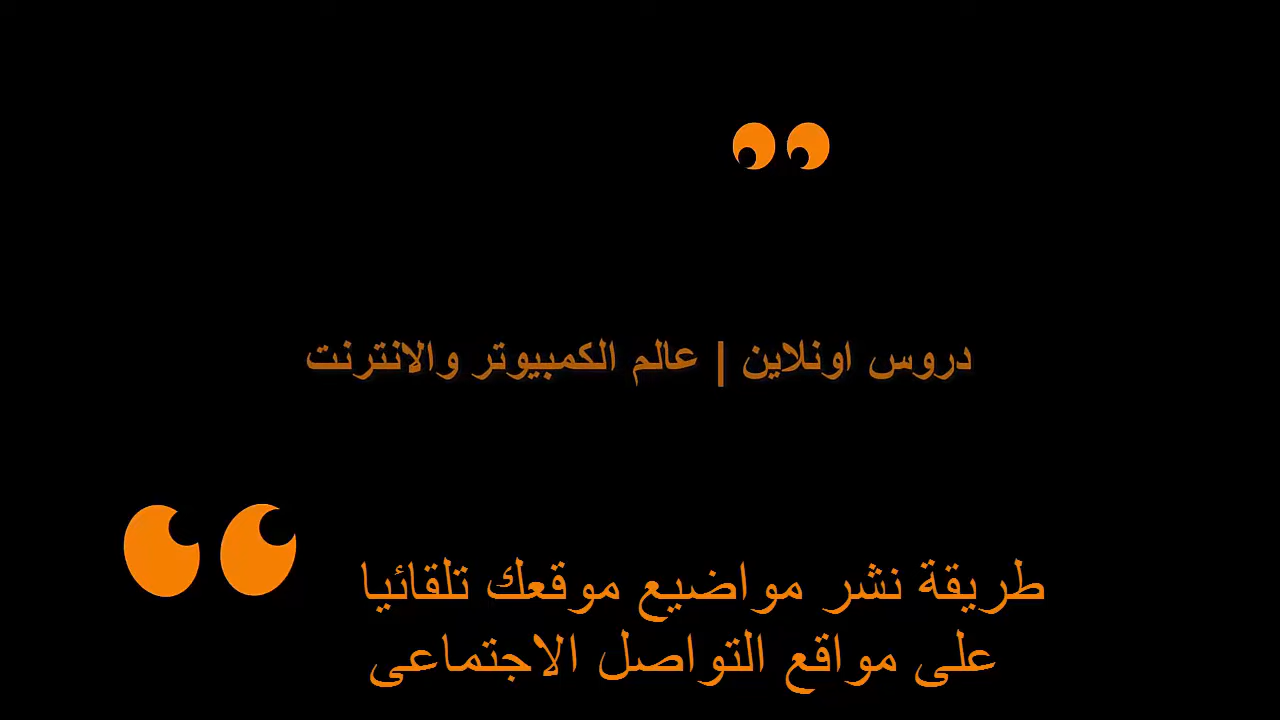 دروس اونلاين | عالم الكمبيوتر والانترنت
طريقة نشر مواضيع موقعك تلقائيا
على مواقع التواصل الاجتماعى